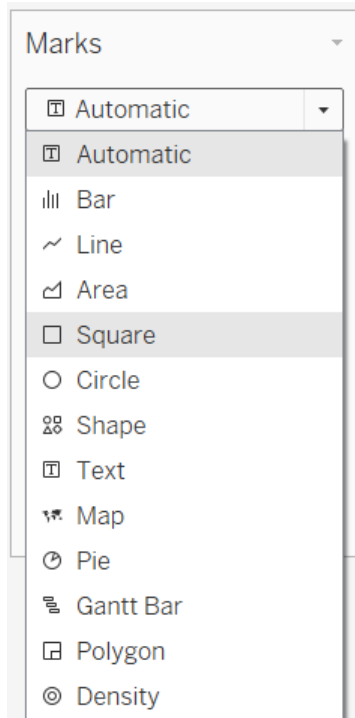 Marks
Automatic
Automatic
Bar
Line
Area
Square
Circle
Shape
Text
Map
Pie
Gantt Bar
Polygon
Density